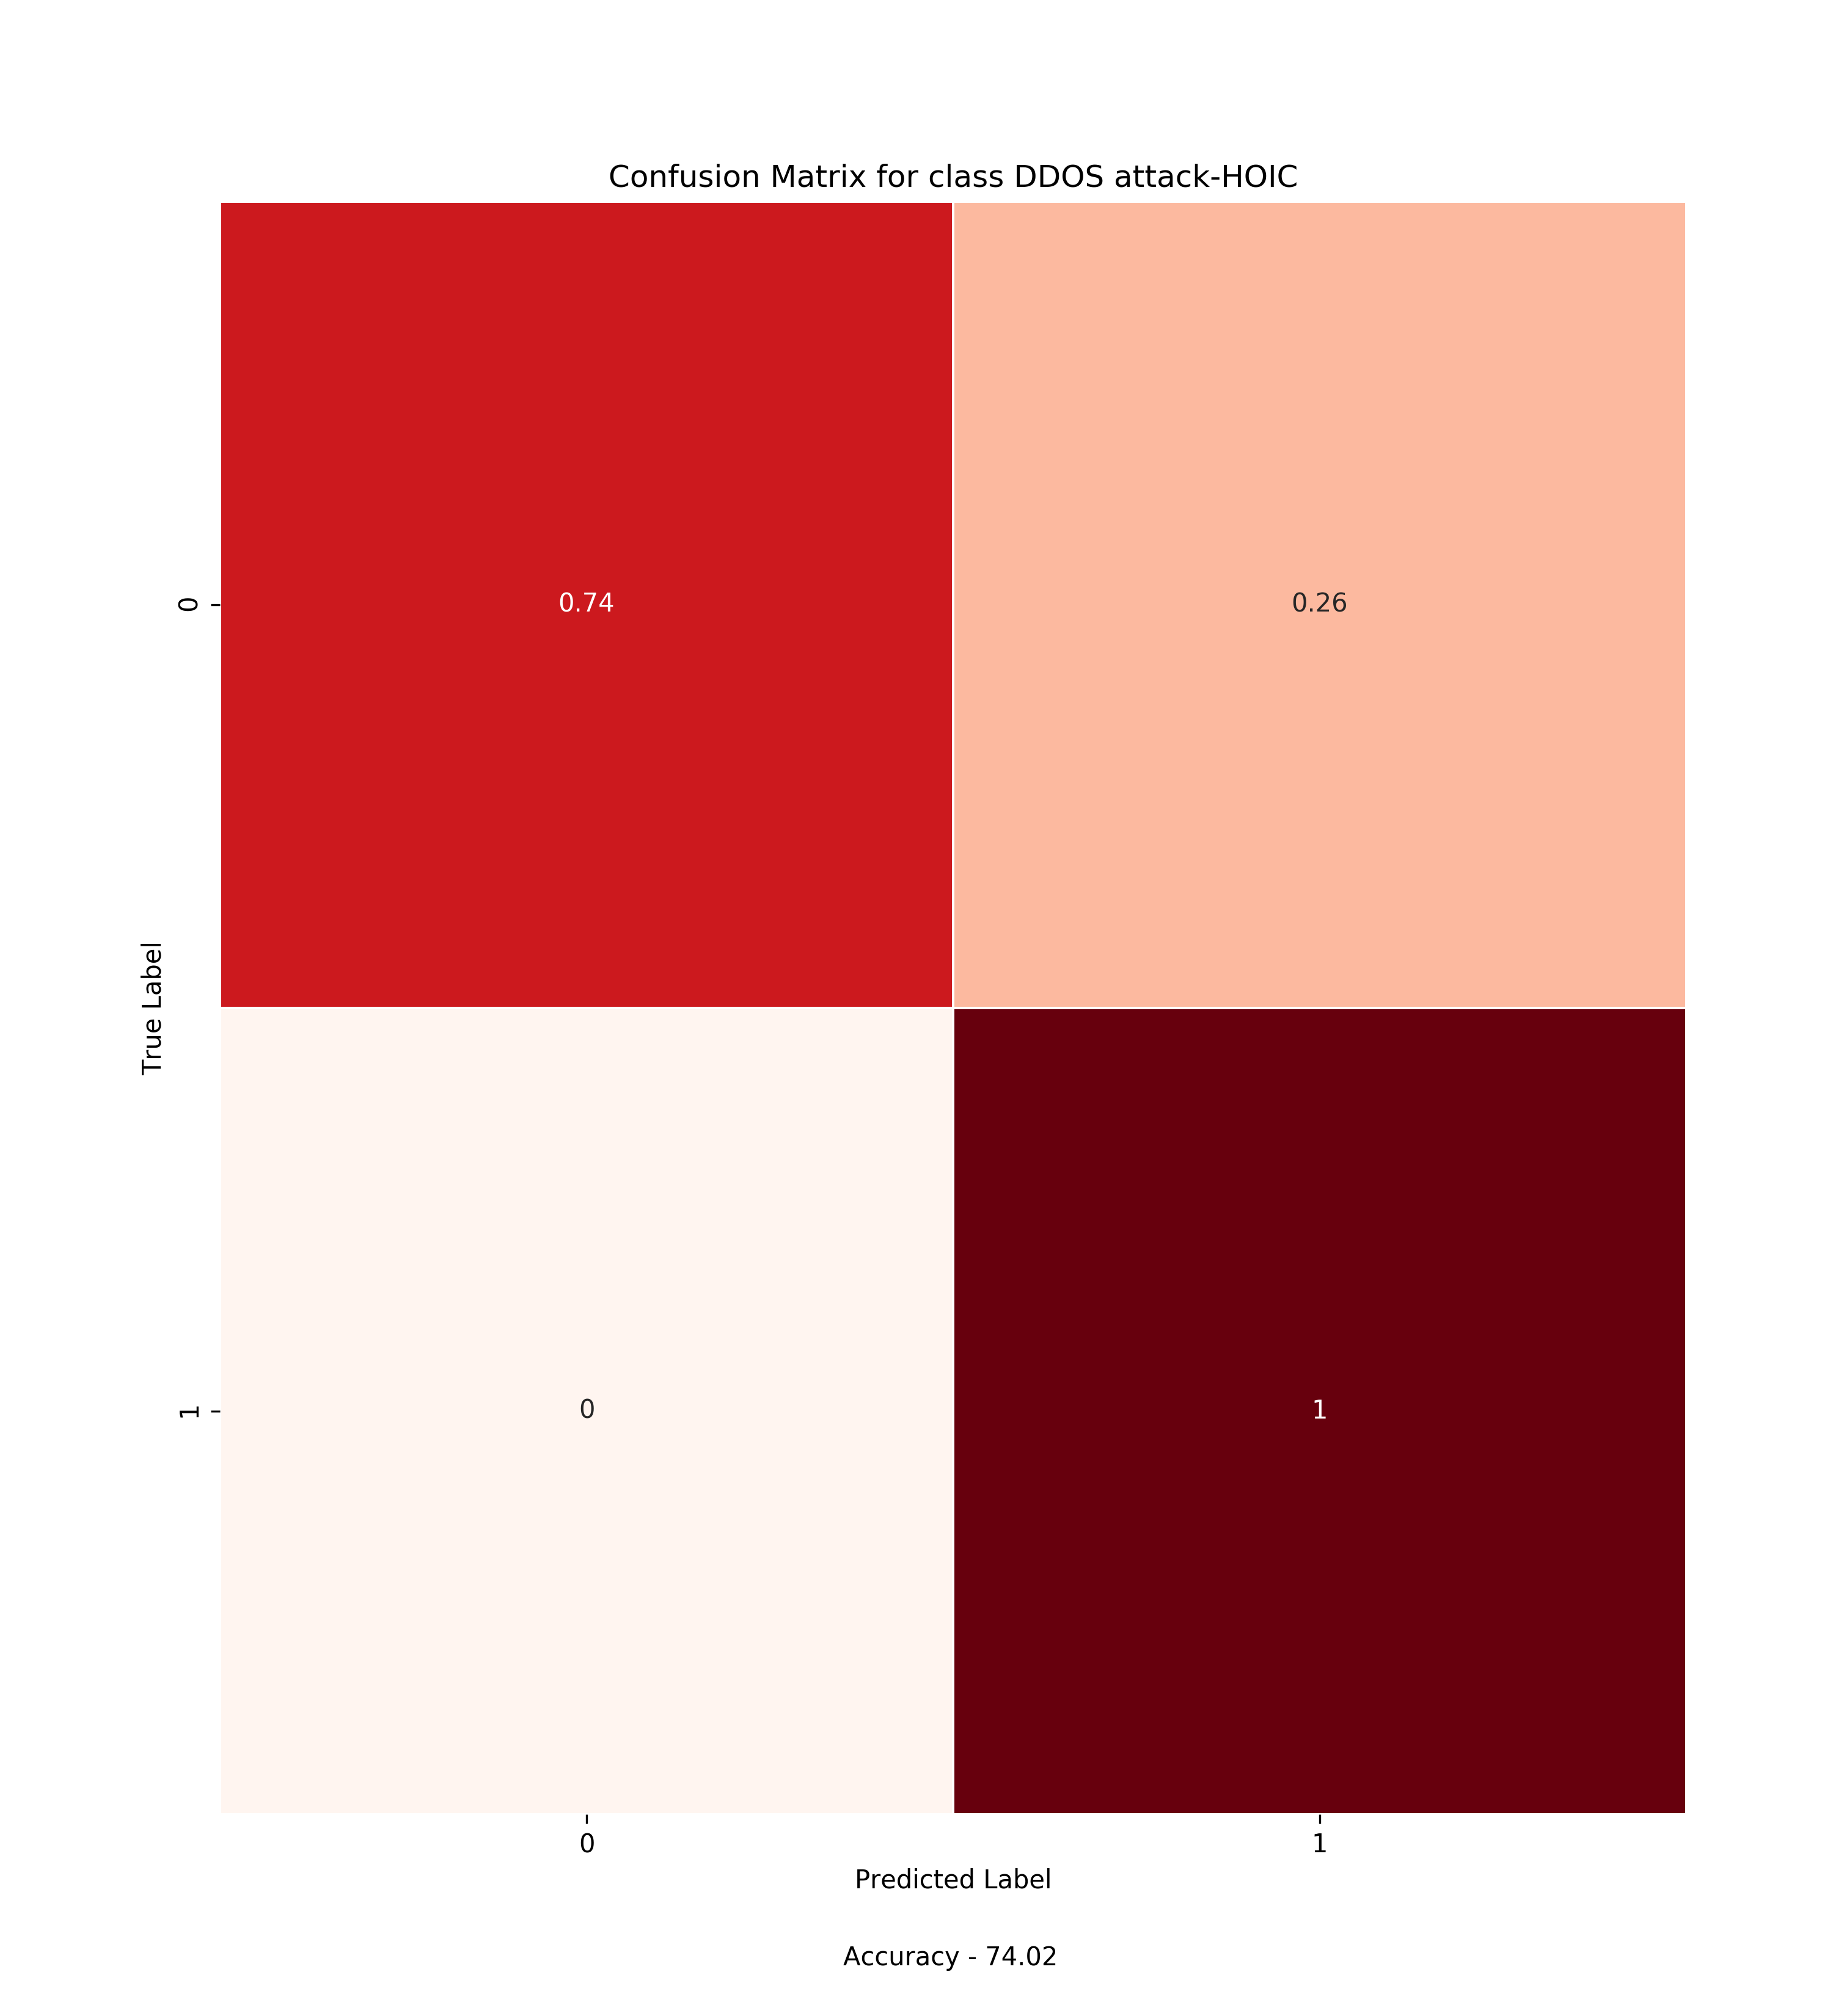 Confusion Matrix for class DDOS attack-HOIC
0
0.74
0.26
True Label
1
0
1
0
1
Predicted Label
Accuracy - 74.02